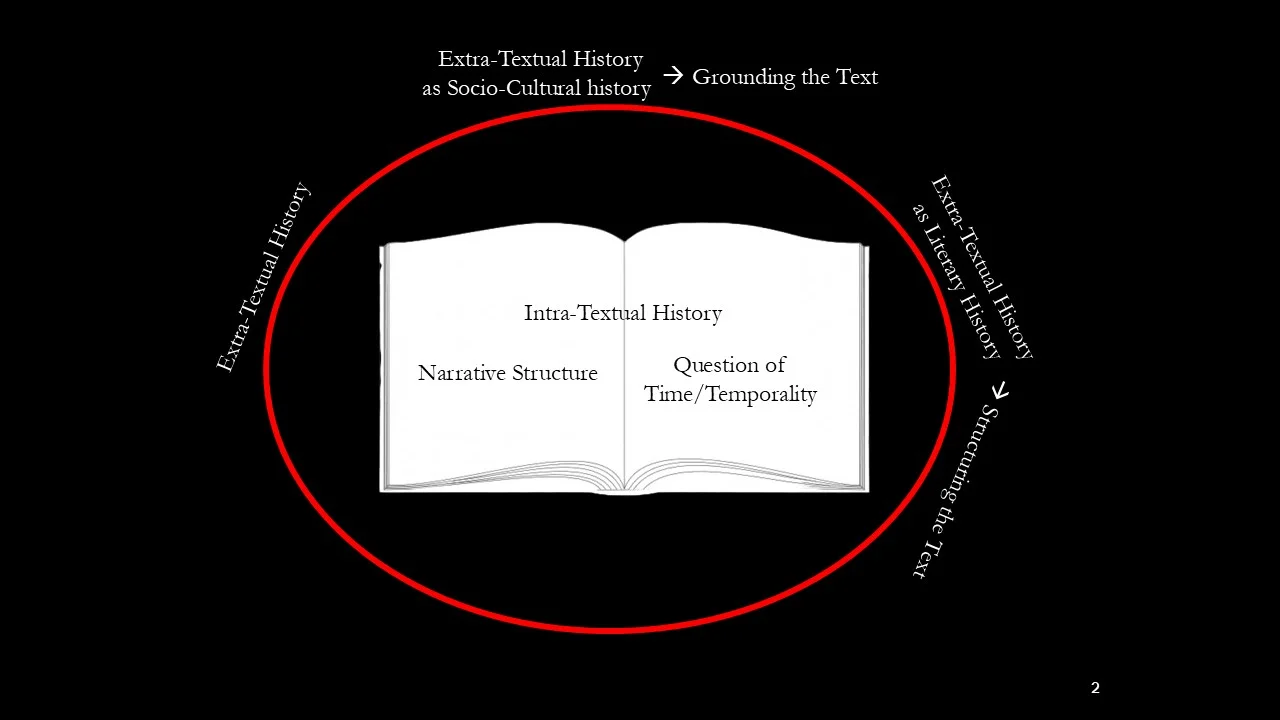 Extra-Textual History
as Socio-Cultural history
→ Grounding the Text
Extra-Textual History
Extra-Textual History
as Literary History
→ Structuring the Text
Intra-Textual History
Narrative Structure
Question of
Time/Temporality
2